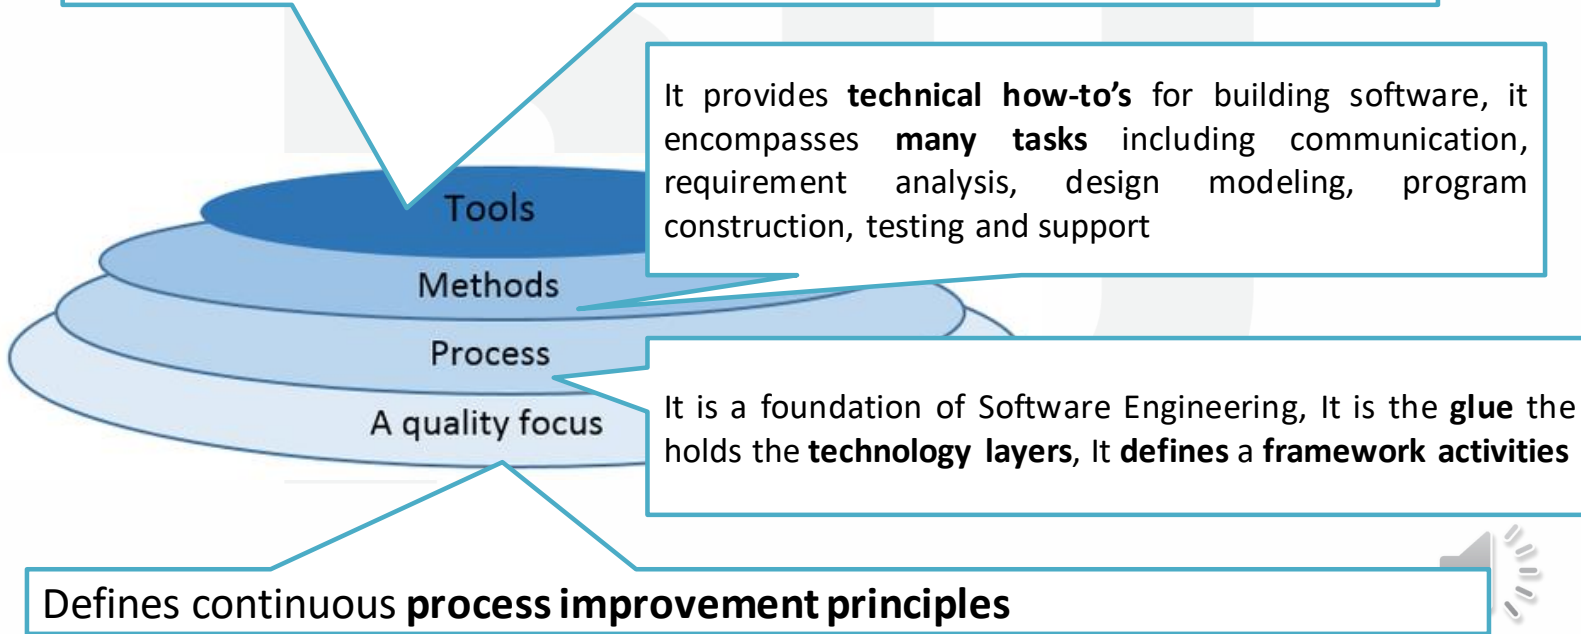 It provides technical how-to’s for building software, it
encompasses many tasks including communication,
requirement analysis, design modeling, program
construction, testing and support
Tools
Methods
Process
A quality focus
It is a foundation of Software Engineering, It is the glue the
holds the technology layers, It defines a framework activities
Defines continuous process improvement principles